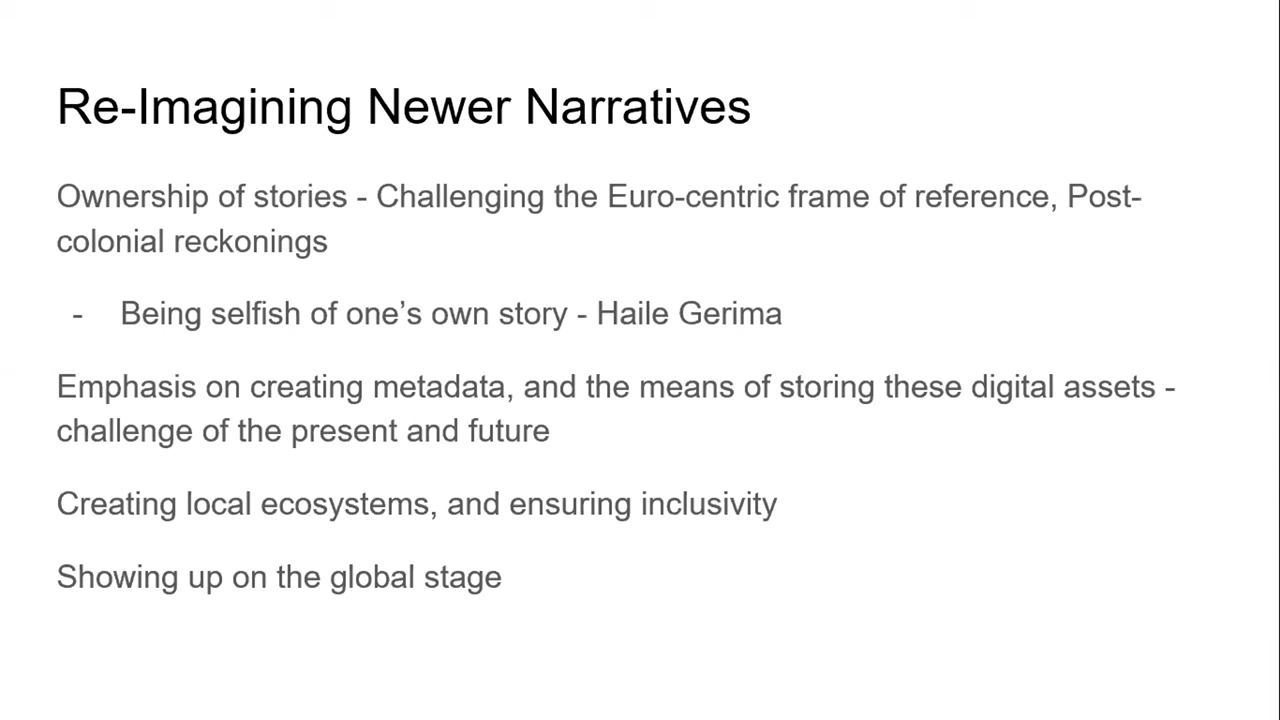 Re-Imagining Newer Narratives
Ownership of stories - Challenging the Euro-centric frame of reference, Post-
colonial reckonings
- Being selfish of one’s own story - Haile Gerima
Emphasis on creating metadata, and the means of storing these digital assets -
challenge of the present and future
Creating local ecosystems, and ensuring inclusivity
Showing up on the global stage